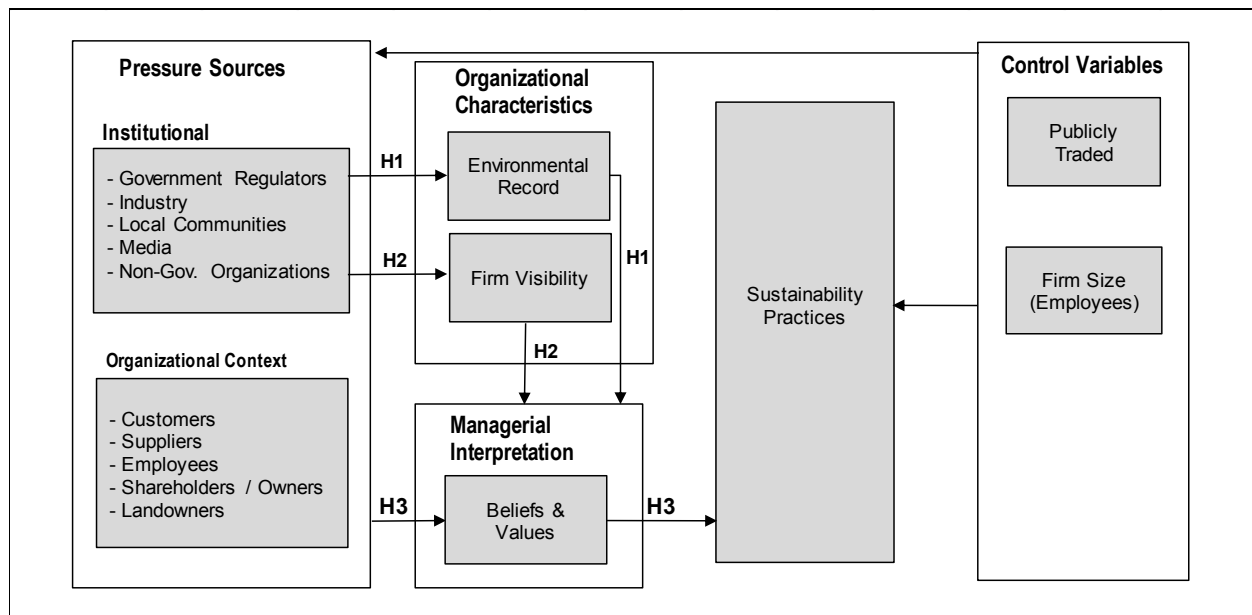 Pressure Sources
Institutional
- Government Regulators
- Industry
- Local Communities
- Media
- Non-Gov. Organizations
Organizational Context
- Customers
- Suppliers
- Employees
- Shareholders / Owners
- Landowners
H1
H2
H3
Organizational
Characteristics
Environmental
Record
Firm Visibility
H1
H2
Managerial
Interpretation
Beliefs &
Values
H3
Sustainability
Practices
Control Variables
Publicly
Traded
Firm Size
(Employees)